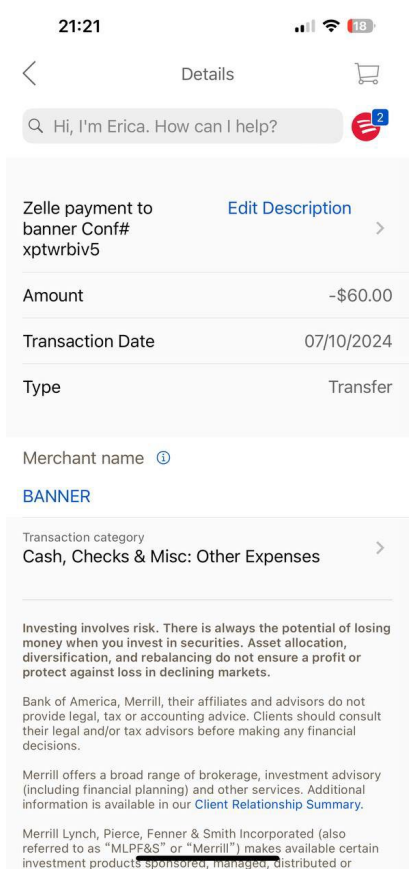 21:21
18
Details
Hi, I'm Erica. How can I help?
2
Zelle payment to
banner Conf#
xptwrbiv5
Edit Description
Amount
-$60.00
Transaction Date
07/10/2024
Type
Transfer
Merchant name
BANNER
Transaction category
Cash, Checks & Misc: Other Expenses
Investing involves risk. There is always the potential of losing
money when you invest in securities. Asset allocation,
diversification, and rebalancing do not ensure a profit or
protect against loss in declining markets.
Bank of America, Merrill, their affiliates and advisors do not
provide legal, tax or accounting advice. Clients should consult
their legal and/or tax advisors before making any financial
decisions.
Merrill offers a broad range of brokerage, investment advisory
(including financial planning) and other services. Additional
information is available in our Client Relationship Summary.
Merrill Lynch, Pierce, Fenner & Smith Incorporated (also
referred to as “MLPF&S” or “Merrill”) makes available certain
investment products sponsored, managed, distributed or